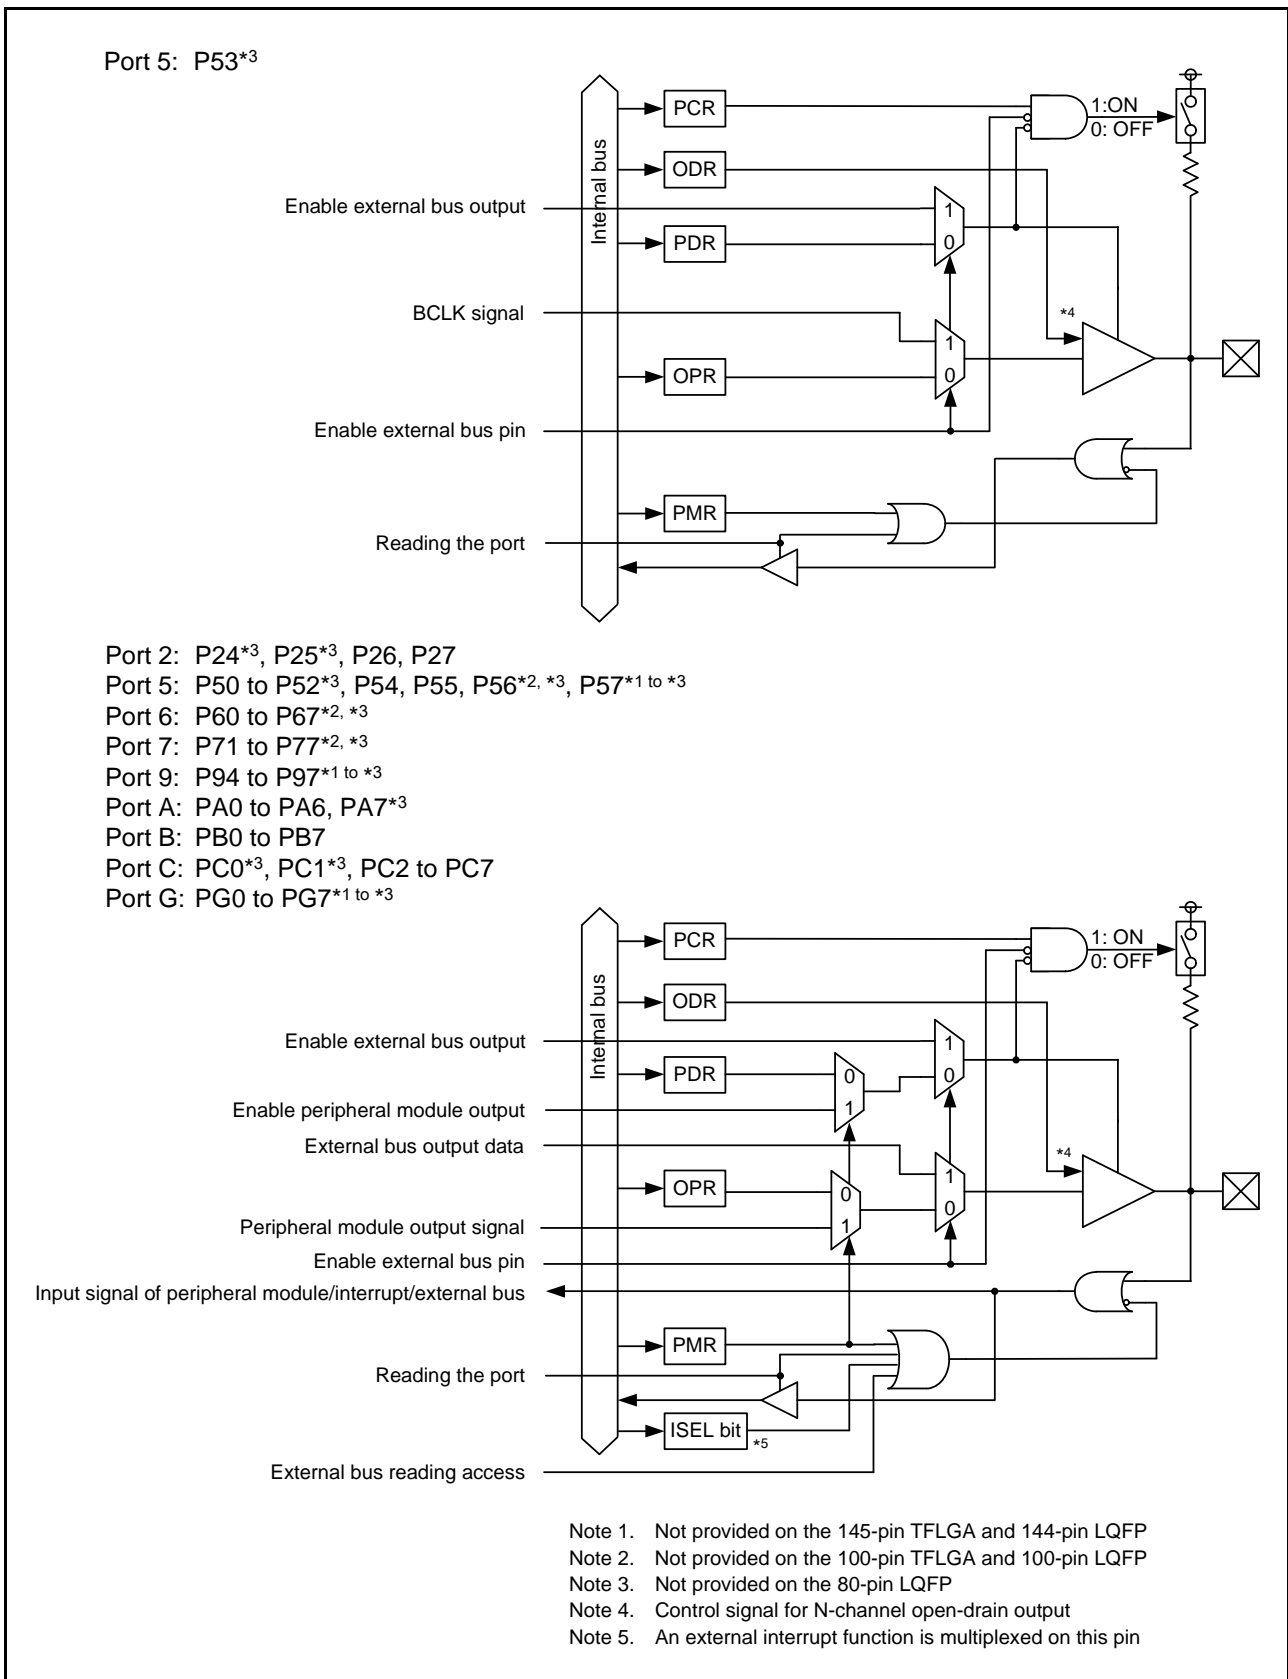 Port 5: P53*3
Internal bus
PCR
1:ON
0: OFF
ODR
Enable external bus output
1
PDR
0
BCLK signal
*4
1
OPR
0
Enable external bus pin
PMR
Reading the port
Port 2: P24*3, P25*3, P26, P27
Port 5: P50 to P52*3, P54, P55, P56*2, *3, P57*1 to *3
Port 6: P60 to P67*2, *3
Port 7: P71 to P77*2, *3
Port 9: P94 to P97*1 to *3
Port A: PA0 to PA6, PA7*3
Port B: PB0 to PB7
Port C: PC0*3, PC1*3, PC2 to PC7
Port G: PG0 to PG7*1 to *3
Internal bus
PCR
1: ON
0: OFF
ODR
Enable external bus output
1
PDR
0
0
Enable peripheral module output
1
External bus output data
*4
1
OPR
0
0
Peripheral module output signal
1
Enable external bus pin
Input signal of peripheral module/interrupt/external bus
PMR
Reading the port
ISEL bit
*5
External bus reading access
Note 1. Not provided on the 145-pin TFLGA and 144-pin LQFP
Note 2. Not provided on the 100-pin TFLGA and 100-pin LQFP
Note 3. Not provided on the 80-pin LQFP
Note 4. Control signal for N-channel open-drain output
Note 5. An external interrupt function is multiplexed on this pin